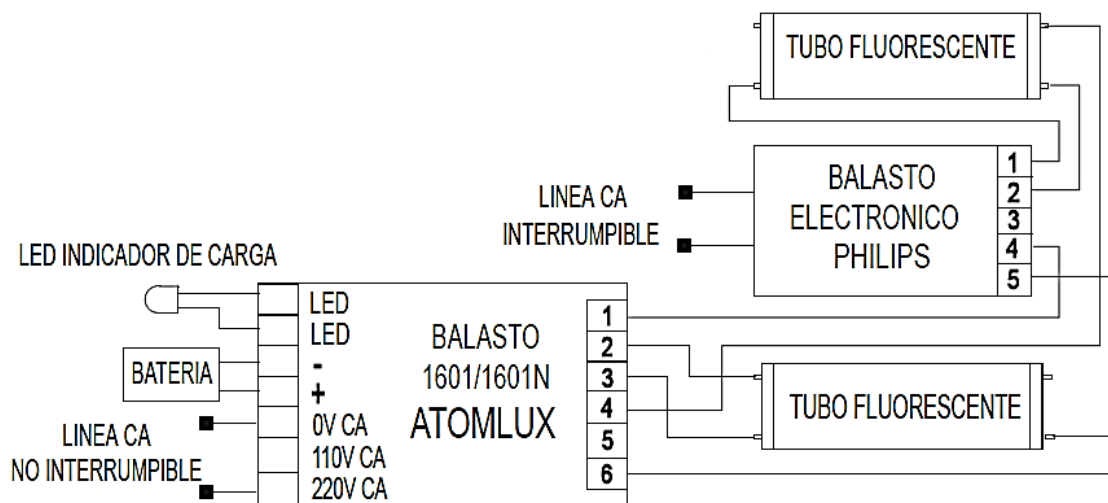 TUBO FLUORESCENTE
BALASTO
ELECTRONICO
PHILIPS
1
2
3
4
5
LINEA CA
INTERRUMPIBLE
LED INDICADOR DE CARGA
LED
LED
-
+
0V CA
110V CA
220V CA
BATERIA
LINEA CA
NO INTERRUMPIBLE
BALASTO
1601/1601N
ATOMLUX
1
2
3
4
5
6
TUBO FLUORESCENTE